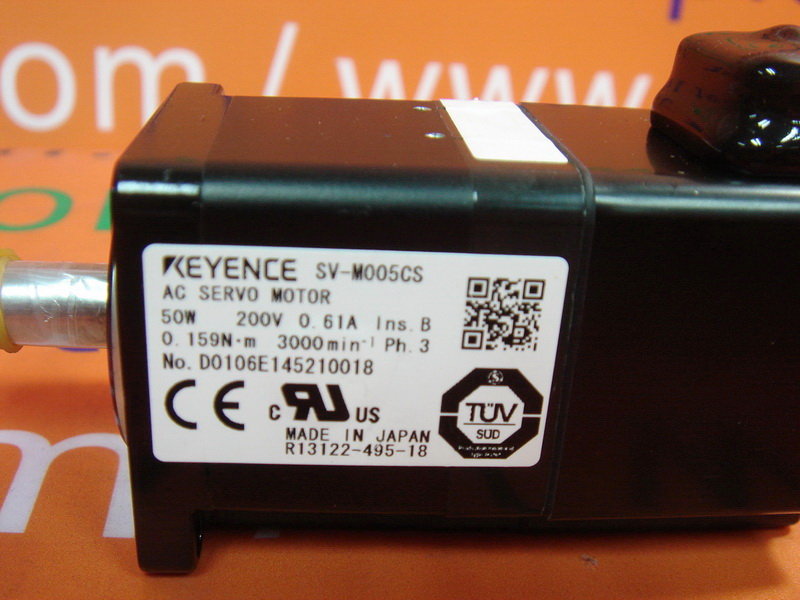 om / www
KEYENCE SV-M005CS
AC SERVO MOTOR
50W 200V 0.61A Ins.B
0.159N·m 3000min⁻¹ Ph.3
No. D0106E145210018
CE
c RU US
TÜV
SUD
MADE IN JAPAN
R13122-495-18